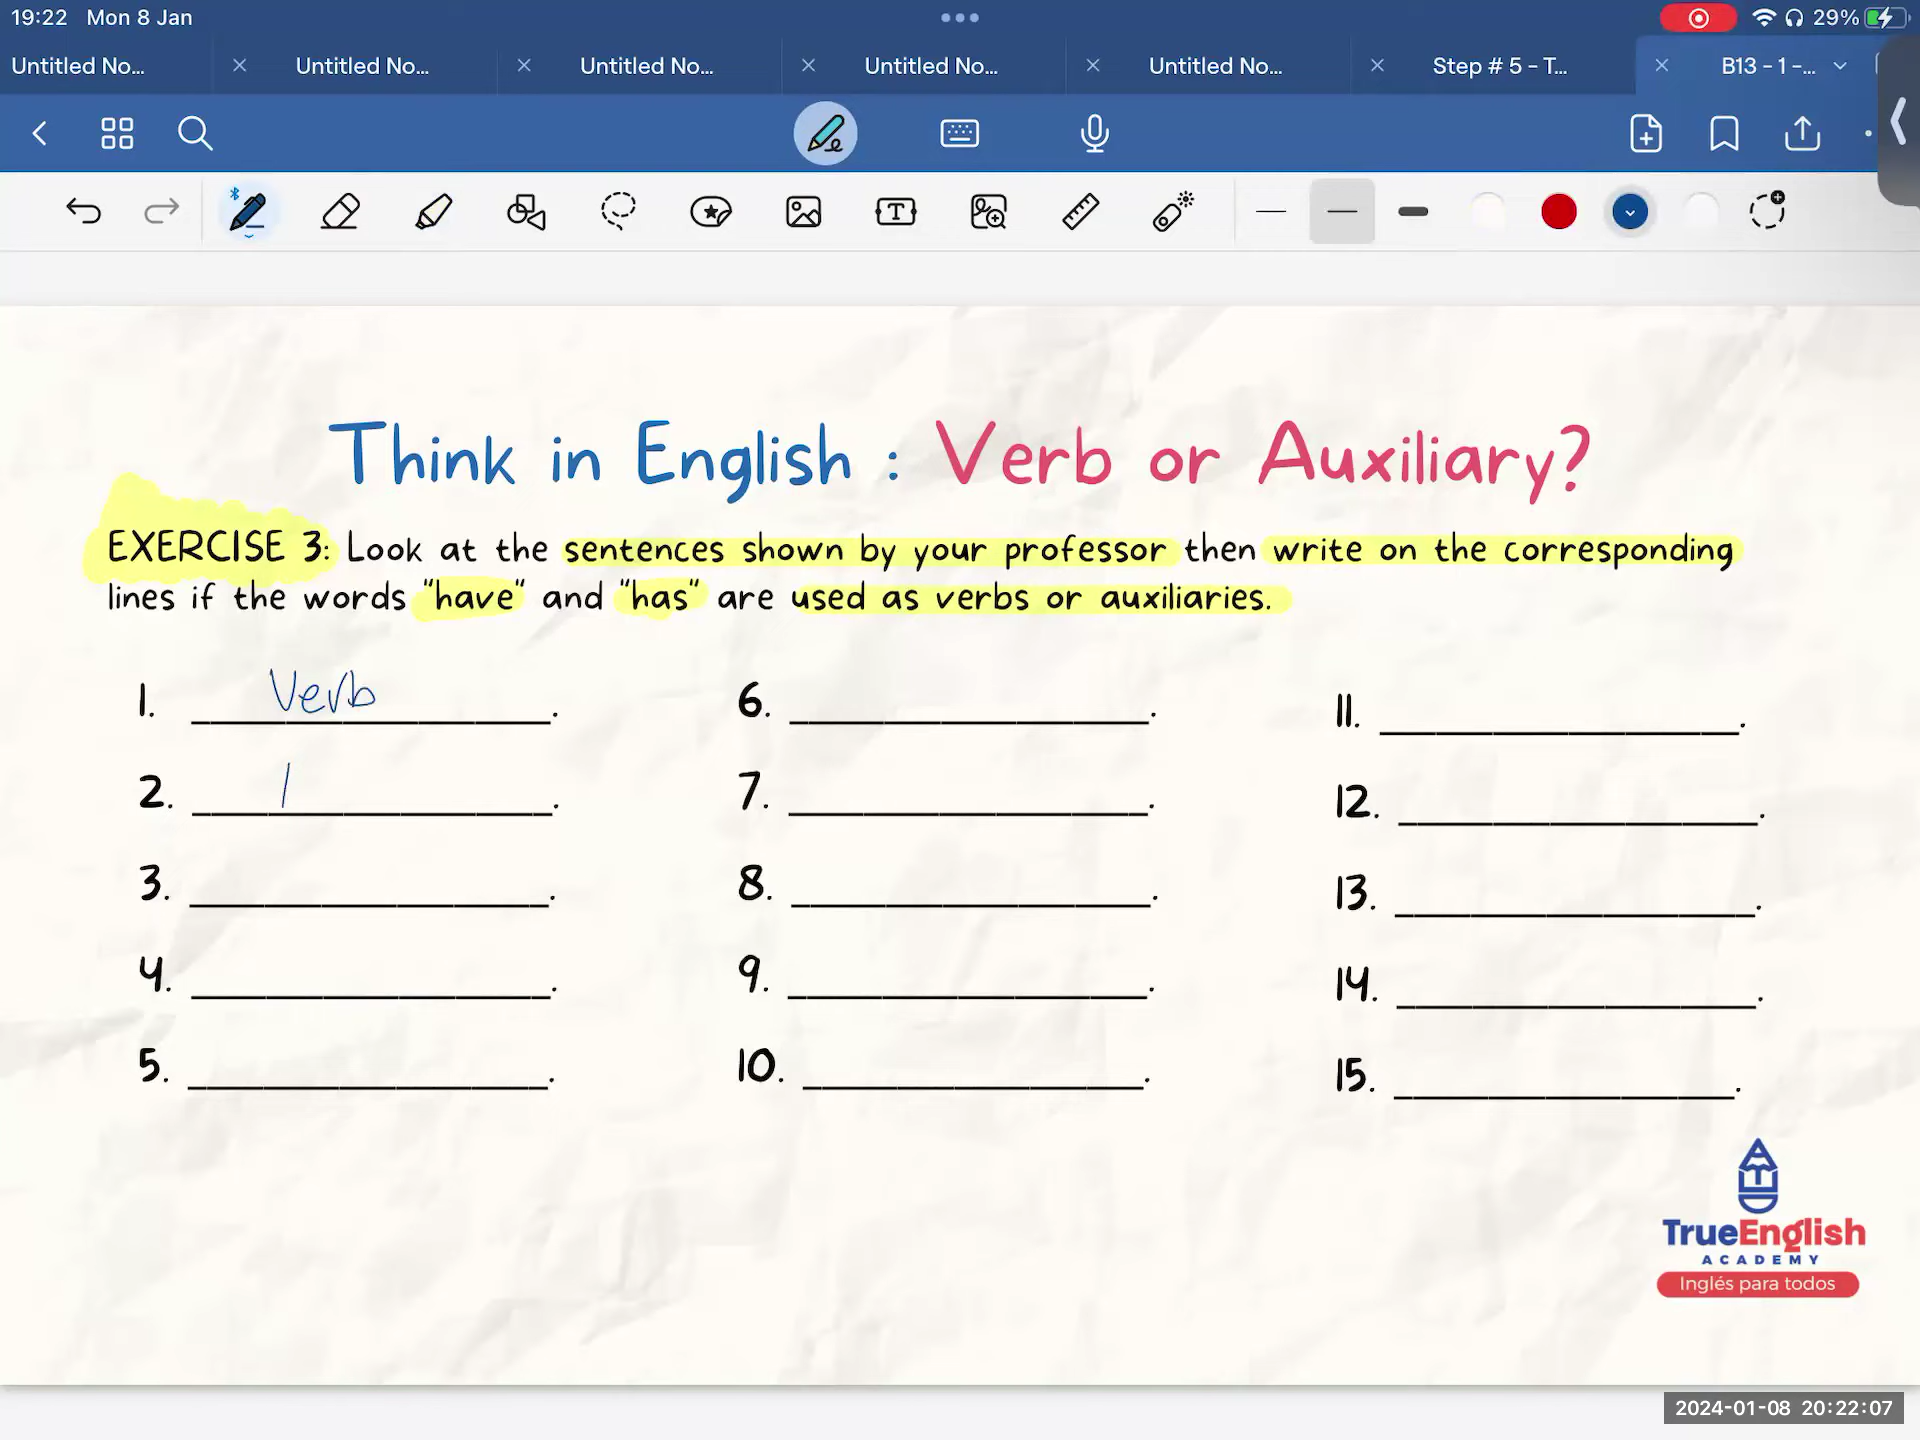 19:22 Mon 8 Jan 29%
Untitled No... Untitled No... Untitled No... Untitled No... Untitled No... Step # 5 - T... B13 - 1 -...
Think in English : Verb or Auxiliary?
EXERCISE 3: Look at the sentences shown by your professor then write on the corresponding
lines if the words "have" and "has" are used as verbs or auxiliaries.
1. Verb.
2. .
3. .
4. .
5. .
6. .
7. .
8. .
9. .
10. .
11. .
12. .
13. .
14. .
15. .
TrueEnglish
ACADEMY
Inglés para todos
2024-01-08 20:22:07